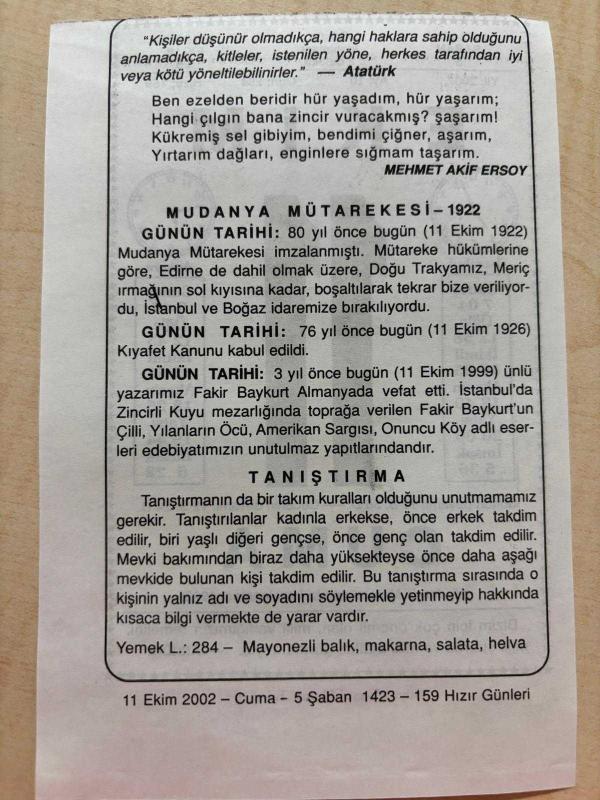 “Kişiler düşünür olmadıkça, hangi haklara sahip olduğunu
anlamadıkça, kitleler, istenilen yöne, herkes tarafından iyi
veya kötü yöneltilebilinirler.” — Atatürk
Ben ezelden beridir hür yaşadım, hür yaşarım;
Hangi çılgın bana zincir vuracakmış? şaşarım!
Kükremiş sel gibiyim, bendimi çiğner, aşarım,
Yırtarım dağları, enginlere sığmam taşarım.
MEHMET AKİF ERSOY
MUDANYA MÜTAREKESİ – 1922
GÜNÜN TARİHİ: 80 yıl önce bugün (11 Ekim 1922)
Mudanya Mütarekesi imzalanmıştı. Mütareke hükümlerine
göre, Edirne de dahil olmak üzere, Doğu Trakyamız, Meriç
ırmağının sol kıyısına kadar, boşaltılarak tekrar bize veriliyor-
du, İstanbul ve Boğaz idaremize bırakılıyordu.
GÜNÜN TARİHİ: 76 yıl önce bugün (11 Ekim 1926)
Kıyafet Kanunu kabul edildi.
GÜNÜN TARİHİ: 3 yıl önce bugün (11 Ekim 1999) ünlü
yazarımız Fakir Baykurt Almanyada vefat etti. İstanbul’da
Zincirli Kuyu mezarlığında toprağa verilen Fakir Baykurt’un
Çilli, Yılanların Öcü, Amerikan Sargısı, Onuncu Köy adlı eser-
leri edebiyatımızın unutulmaz yapıtlarındandır.
TANIŞTIRMA
Tanıştırmanın da bir takım kuralları olduğunu unutmamamız
gerekir. Tanıştırılanlar kadınla erkekse, önce erkek takdim
edilir, biri yaşlı diğeri gençse, önce genç olan takdim edilir.
Mevki bakımından biraz daha yüksekteyse önce daha aşağı
mevkide bulunan kişi takdim edilir. Bu tanıştırma sırasında o
kişinin yalnız adı ve soyadını söylemekle yetinmeyip hakkında
kısaca bilgi vermekte de yarar vardır.
Yemek L.: 284 – Mayonezli balık, makarna, salata, helva
11 Ekim 2002 – Cuma – 5 Şaban 1423 – 159 Hızır Günleri